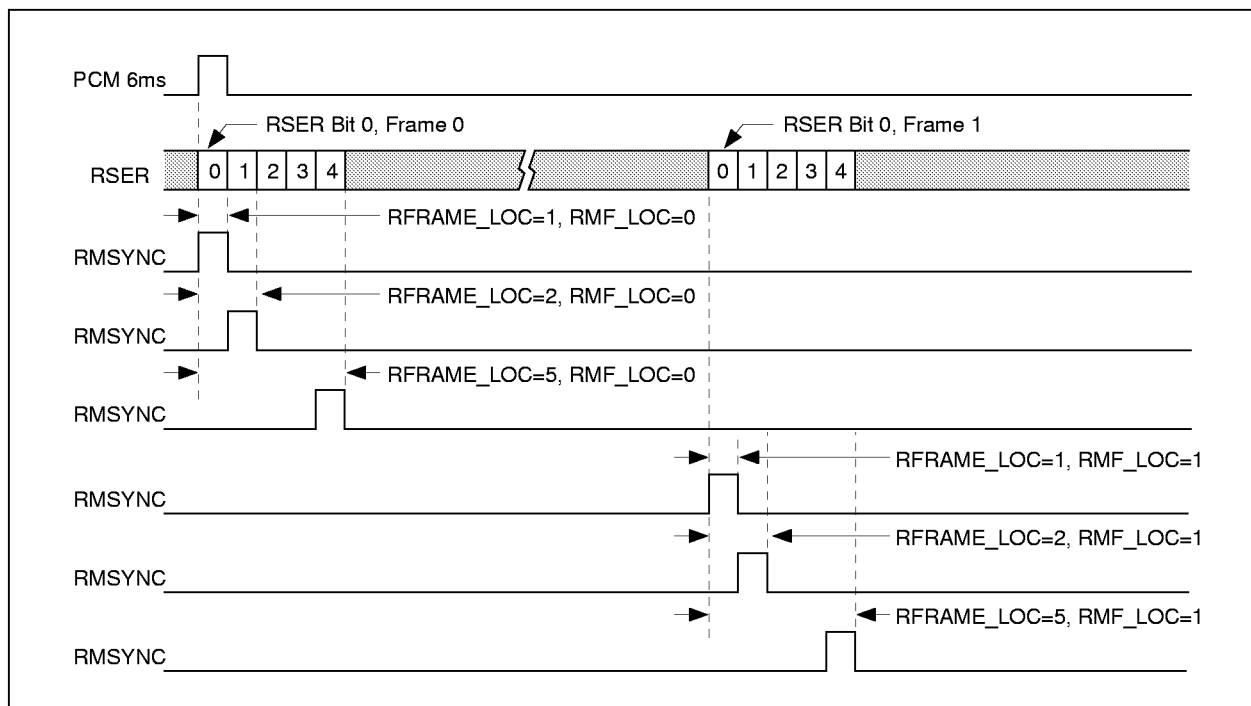 PCM 6ms
RSER Bit 0, Frame 0
RSER Bit 0, Frame 1
RSER 0 1 2 3 4 0 1 2 3 4
RFRAME_LOC=1, RMF_LOC=0
RMSYNC
RFRAME_LOC=2, RMF_LOC=0
RMSYNC
RFRAME_LOC=5, RMF_LOC=0
RMSYNC
RFRAME_LOC=1, RMF_LOC=1
RMSYNC
RFRAME_LOC=2, RMF_LOC=1
RMSYNC
RFRAME_LOC=5, RMF_LOC=1
RMSYNC